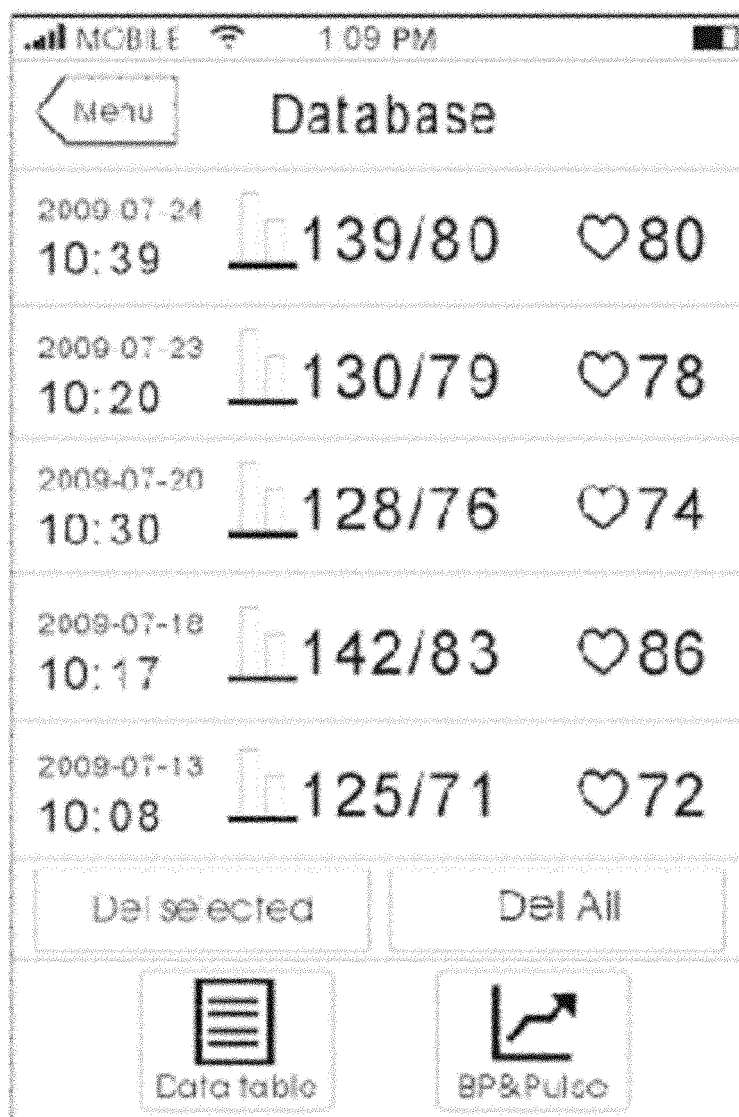 MOBILE 1:09 PM
Menu Database
2009-07-24
10:39 139/80 80
2009-07-23
10:20 130/79 78
2009-07-20
10:30 128/76 74
2009-07-18
10:17 142/83 86
2009-07-13
10:08 125/71 72
Del selected Del All
Data table BP&Pulse